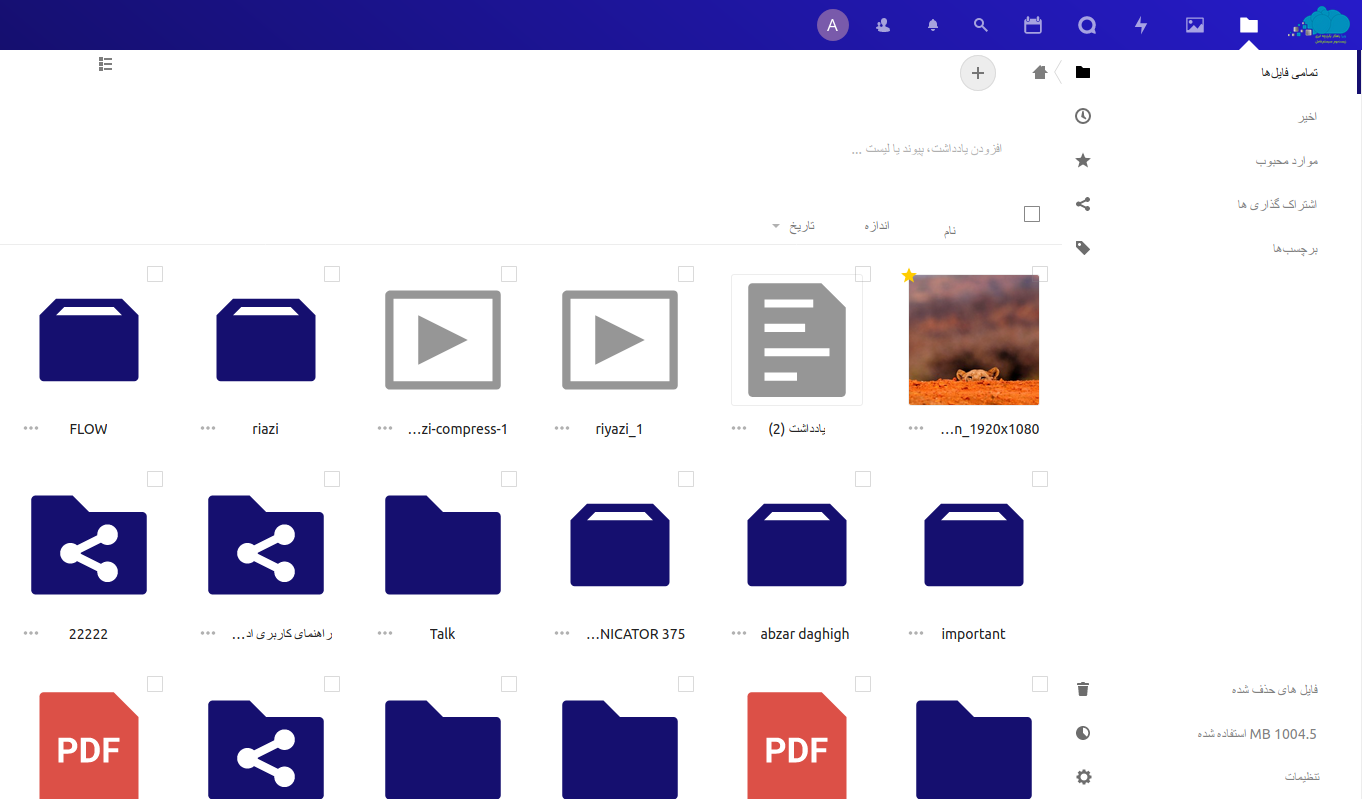 A
تمامی فایل‌ها
اخیر
موارد محبوب
اشتراک گذاری ها
برچسب‌ها
افزودن یادداشت، پیوند یا لیست ...
نام
اندازه
تاریخ
...n_1920x1080
یادداشت (2)
riyazi_1
...zi-compress-1
riazi
FLOW
important
abzar daghigh
...NICATOR 375
Talk
راهنمای کاربری اد...
22222
PDF
PDF
فایل های حذف شده
1004.5 MB استفاده شده
تنظیمات